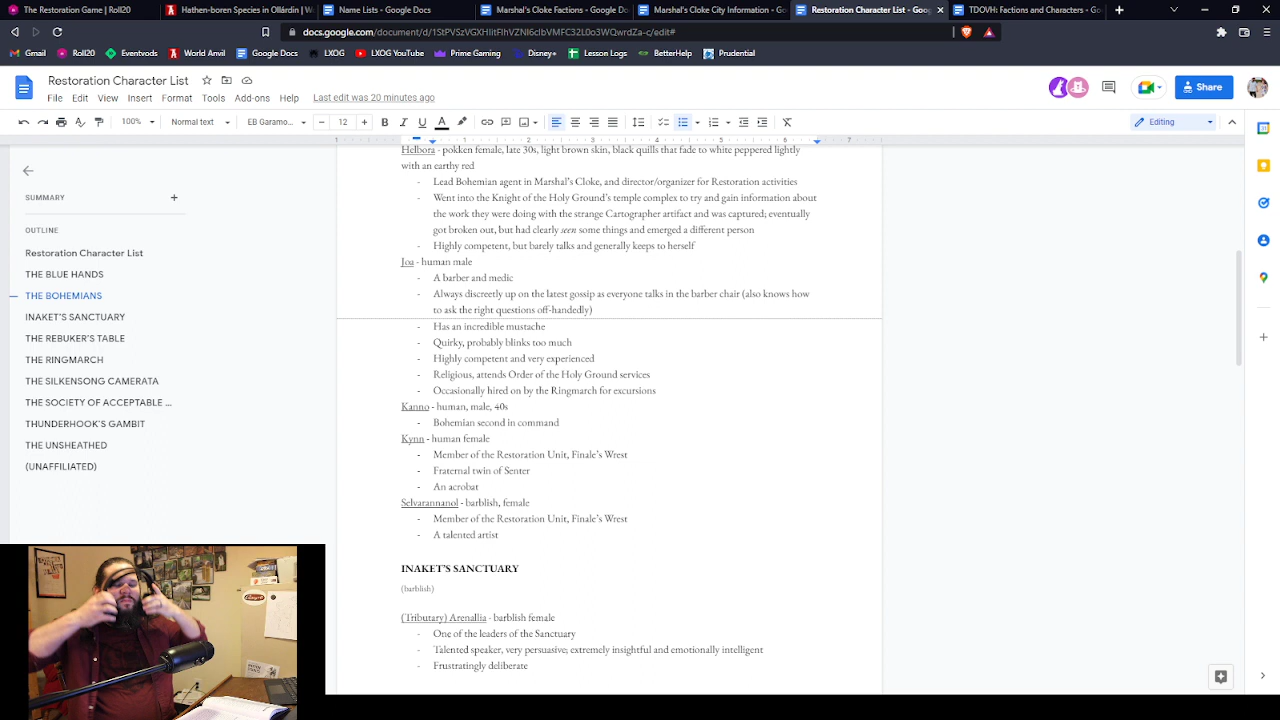 The Restoration Game | Roll20
Hathen-born Species in Ollárdin | W
Name Lists - Google Docs
Marshal's Cloke Factions - Google Do
Marshal's Cloke City Information - Go
Restoration Character List - Goog
TDOVH: Factions and Characters - Go
docs.google.com/document/d/
Gmail
Roll20
Eventods
World Anvil
Google Docs
LXOG
LXOG YouTube
Prime Gaming
Disney+
Lesson Logs
BetterHelp
Prudential
Restoration Character List
File Edit View Insert Format Tools Add-ons Help Last edit was 20 minutes ago
Share
100% Normal text EB Garamo... 12 B I U A
Editing
SUMMARY
OUTLINE
Restoration Character List
THE BLUE HANDS
THE BOHEMIANS
INAKET'S SANCTUARY
THE REBUKER'S TABLE
THE RINGMARCH
THE SILKENSONG CAMERATA
THE SOCIETY OF ACCEPTABLE ...
THUNDERHOOK'S GAMBIT
THE UNSHEATHED
(UNAFFILIATED)
1 1 2 3 4 5 6 7
Helbora - pokken female, late 30s, light brown skin, black quills that fade to white peppered lightly
with an earthy red
- Lead Bohemian agent in Marshal's Cloke, and director/organizer for Restoration activities
- Went into the Knight of the Holy Ground's temple complex to try and gain information about
the work they were doing with the strange Cartographer artifact and was captured; eventually
got broken out, but had clearly seen some things and emerged a different person
- Highly competent, but barely talks and generally keeps to herself
Joa - human male
- A barber and medic
- Always discreetly up on the latest gossip as everyone talks in the barber chair (also knows how
to ask the right questions off-handedly)
- Has an incredible mustache
- Quirky, probably blinks too much
- Highly competent and very experienced
- Religious, attends Order of the Holy Ground services
- Occasionally hired on by the Ringmarch for excursions
Kanno - human, male, 40s
- Bohemian second in command
Kynn - human female
- Member of the Restoration Unit, Finale's Wrest
- Fraternal twin of Senter
- An acrobat
Selvarannanol - barblish, female
- Member of the Restoration Unit, Finale's Wrest
- A talented artist
INAKET'S SANCTUARY
(barblish)
(Tributary) Arenallia - barblish female
- One of the leaders of the Sanctuary
- Talented speaker, very persuasive; extremely insightful and emotionally intelligent
- Frustratingly deliberate